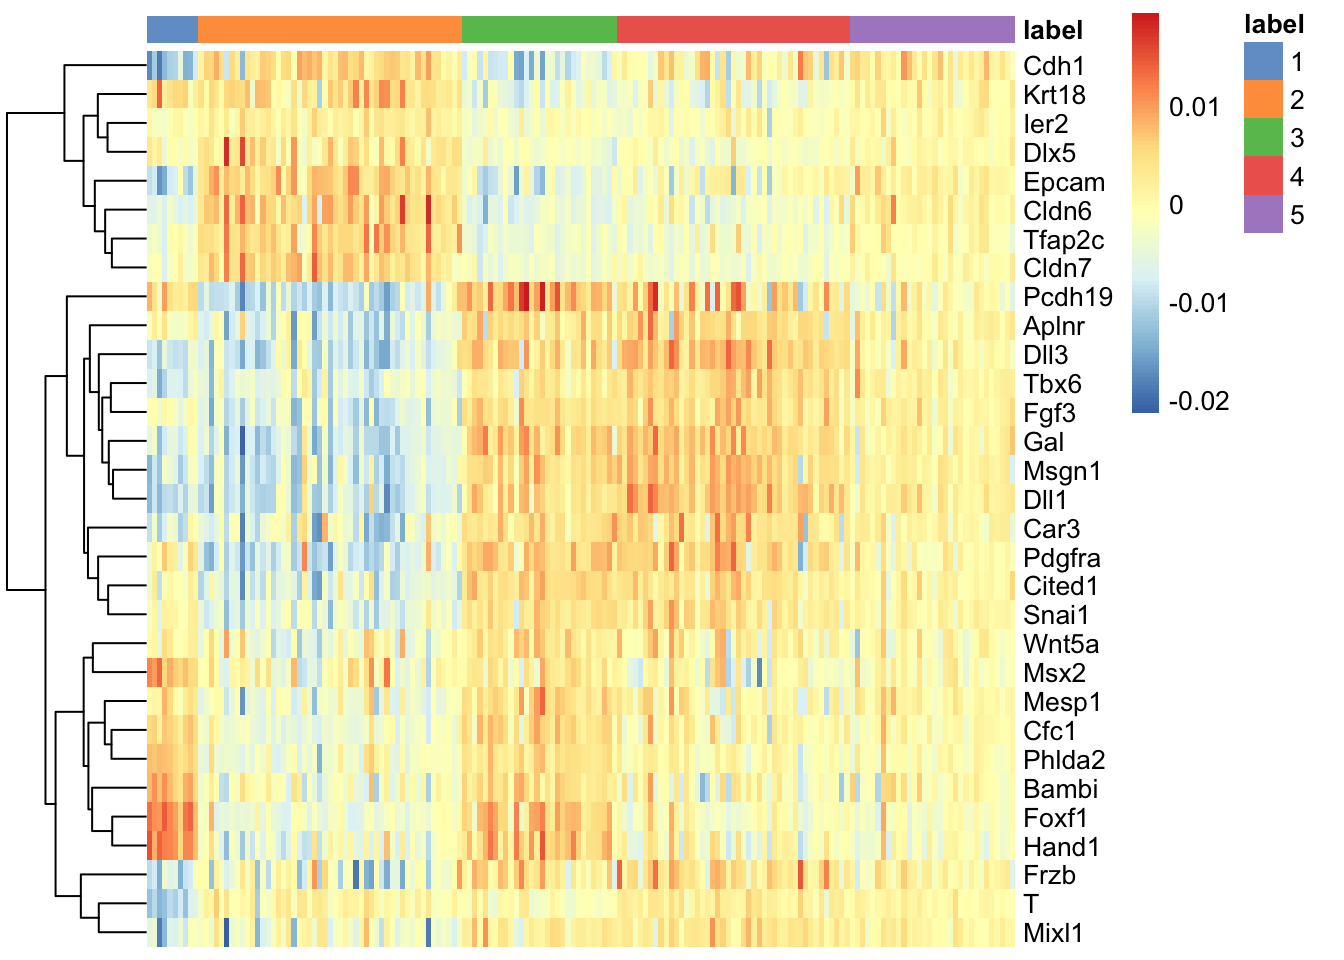 label
Cdh1
Krt18
Ier2
Dlx5
Epcam
Cldn6
Tfap2c
Cldn7
Pcdh19
Aplnr
Dll3
Tbx6
Fgf3
Gal
Msgn1
Dll1
Car3
Pdgfra
Cited1
Snai1
Wnt5a
Msx2
Mesp1
Cfc1
Phlda2
Bambi
Foxf1
Hand1
Frzb
T
Mixl1
0.01
0
-0.01
-0.02
label
1
2
3
4
5